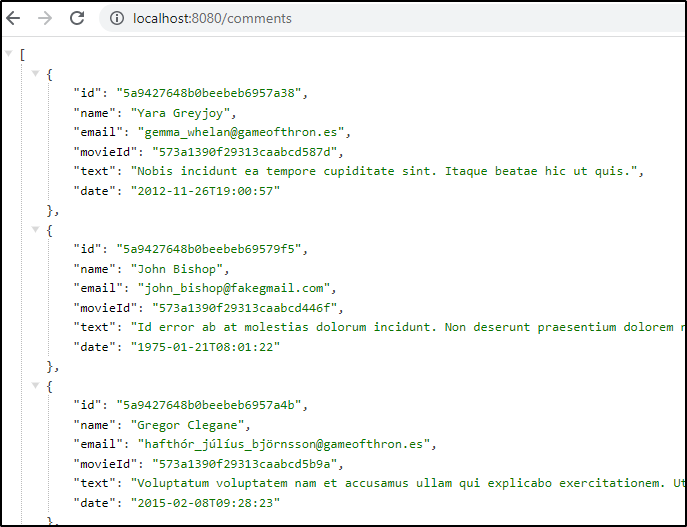 localhost:8080/comments
[
{
"id": "5a9427648b0beebeb6957a38",
"name": "Yara Greyjoy",
"email": "gemma_whelan@gameofthron.es",
"movieId": "573a1390f29313caabcd587d",
"text": "Nobis incidunt ea tempore cupiditate sint. Itaque beatae hic ut quis.",
"date": "2012-11-26T19:00:57"
},
{
"id": "5a9427648b0beebeb69579f5",
"name": "John Bishop",
"email": "john_bishop@fakegmail.com",
"movieId": "573a1390f29313caabcd446f",
"text": "Id error ab at molestias dolorum incidunt. Non deserunt praesentium dolorem
"date": "1975-01-21T08:01:22"
},
{
"id": "5a9427648b0beebeb6957a4b",
"name": "Gregor Clegane",
"email": "hafthór_júlíus_björnsson@gameofthron.es",
"movieId": "573a1390f29313caabcd5b9a",
"text": "Voluptatum voluptatem nam et accusamus ullam qui explicabo exercitationem. Ut
"date": "2015-02-08T09:28:23"
},